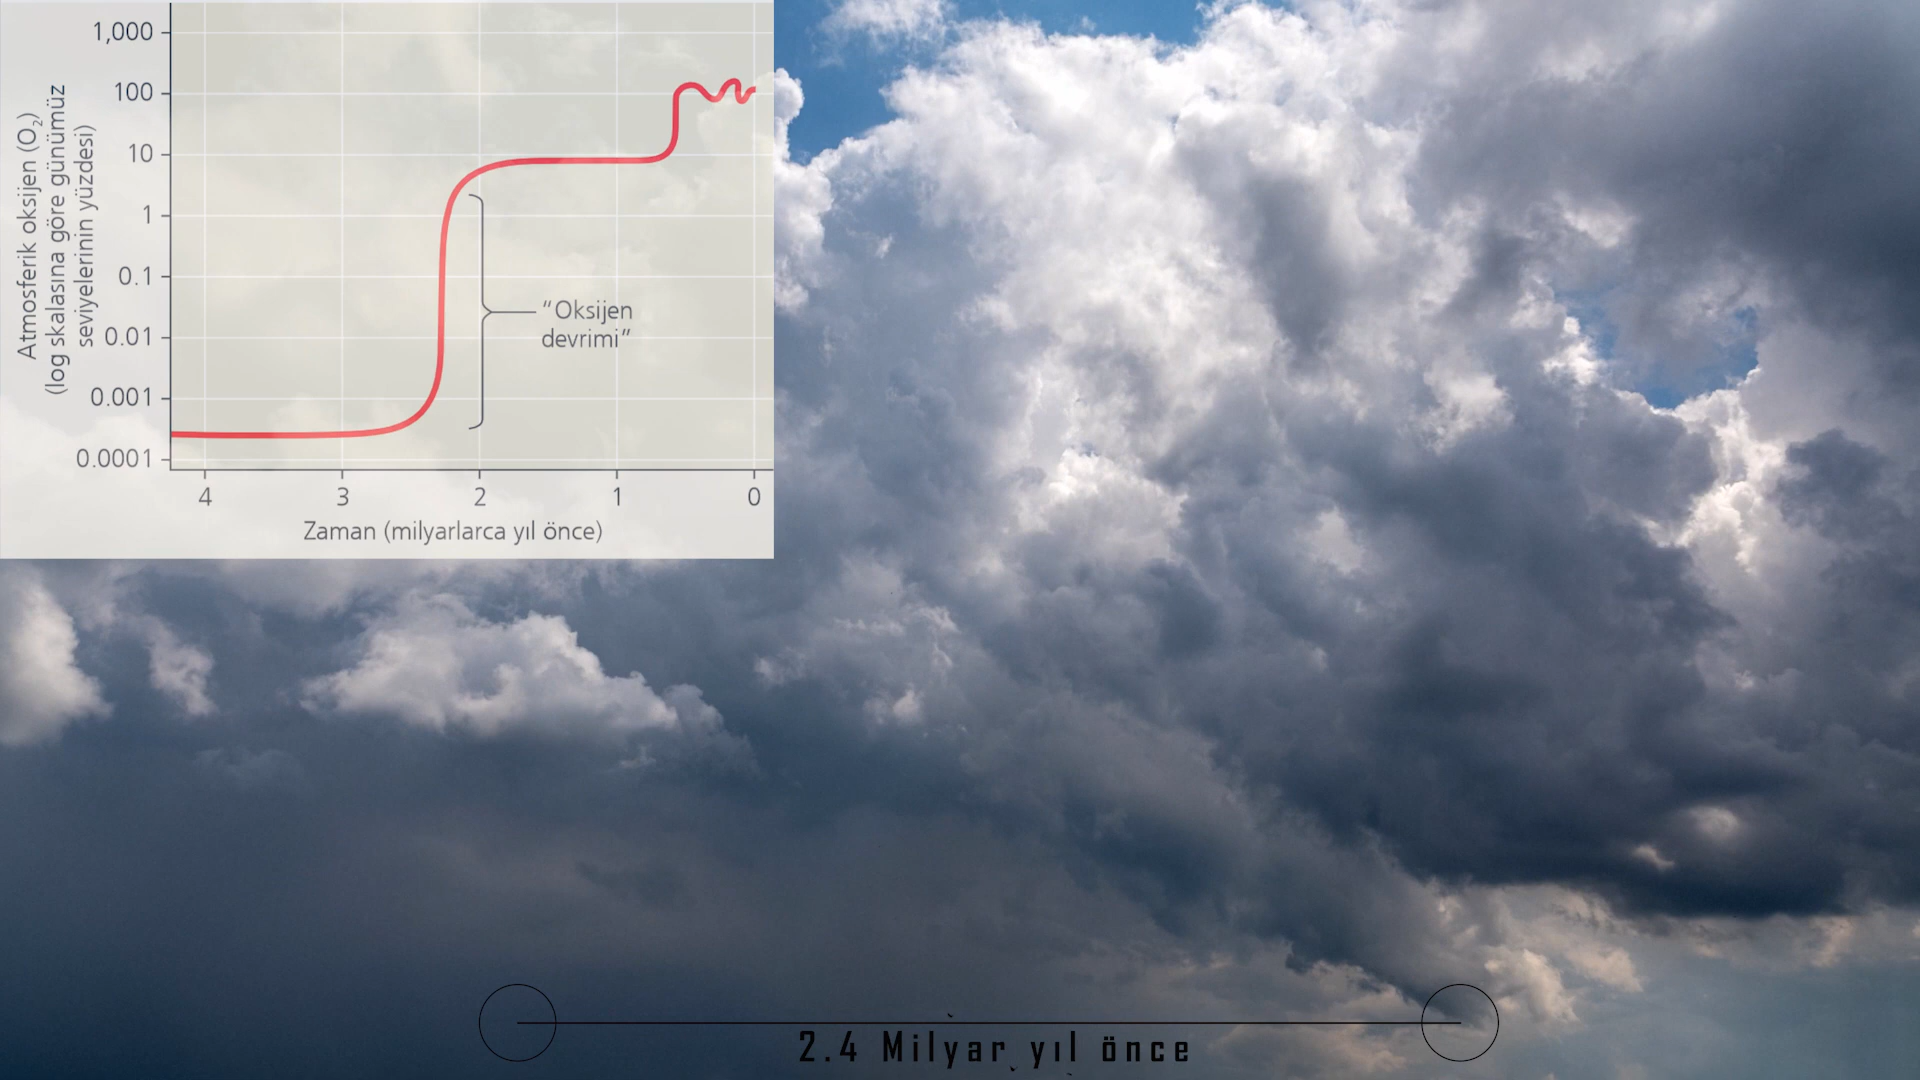 1,000
100
10
1
0.1
0.01
0.001
0.0001
Atmosferik oksijen (O₂)
(log skalasına göre günümüz
seviyelerinin yüzdesi)
"Oksijen
devrimi"
4 3 2 1 0
Zaman (milyarlarca yıl önce)
2.4 Milyar yıl önce